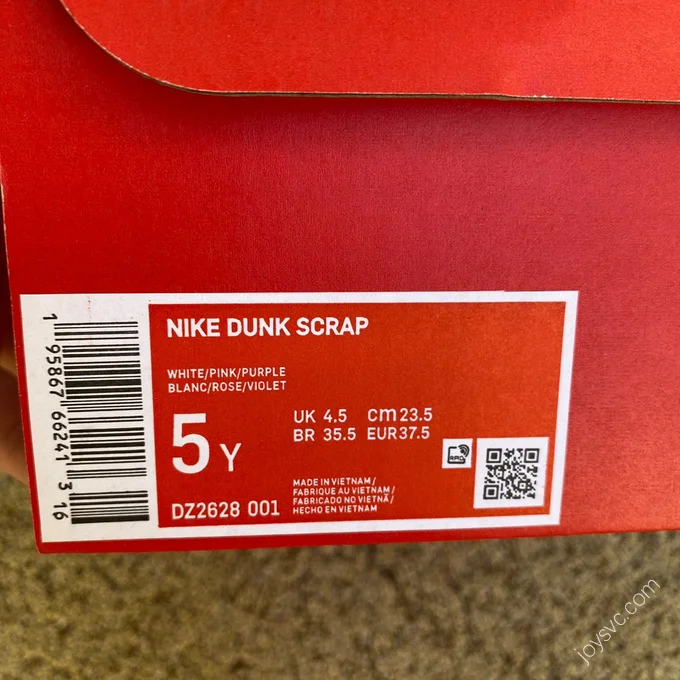 NIKE DUNK SCRAP
WHITE/PINK/PURPLE
BLANC/ROSE/VIOLET
5 Y
UK 4.5 cm 23.5
BR 35.5 EUR 37.5
DZ2628 001
MADE IN VIETNAM/
FABRIQUE AU VIETNAM/
FABRICADO NO VIETNÃ/
HECHO EN VIETNAM
RFID
1 95867 66241 3 16
joysvc.com